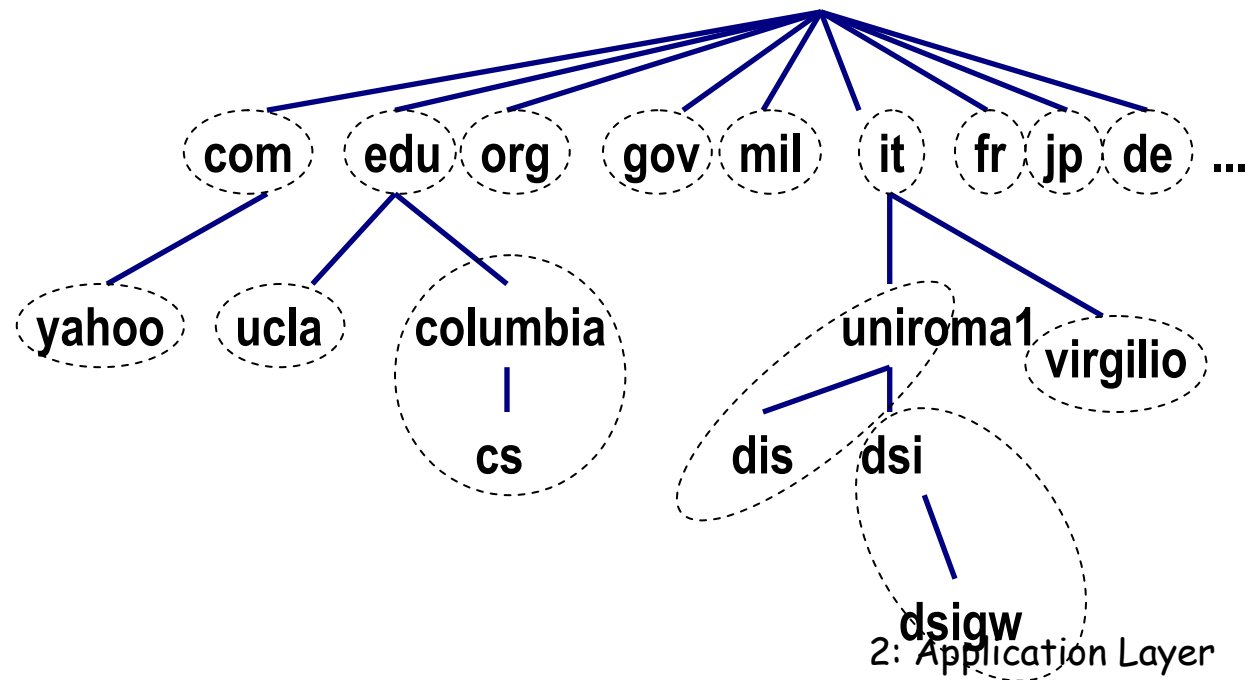 com edu org gov mil it fr jp de ...
yahoo ucla columbia uniroma1 virgilio
cs dis dsi
dsigw
2: Application Layer